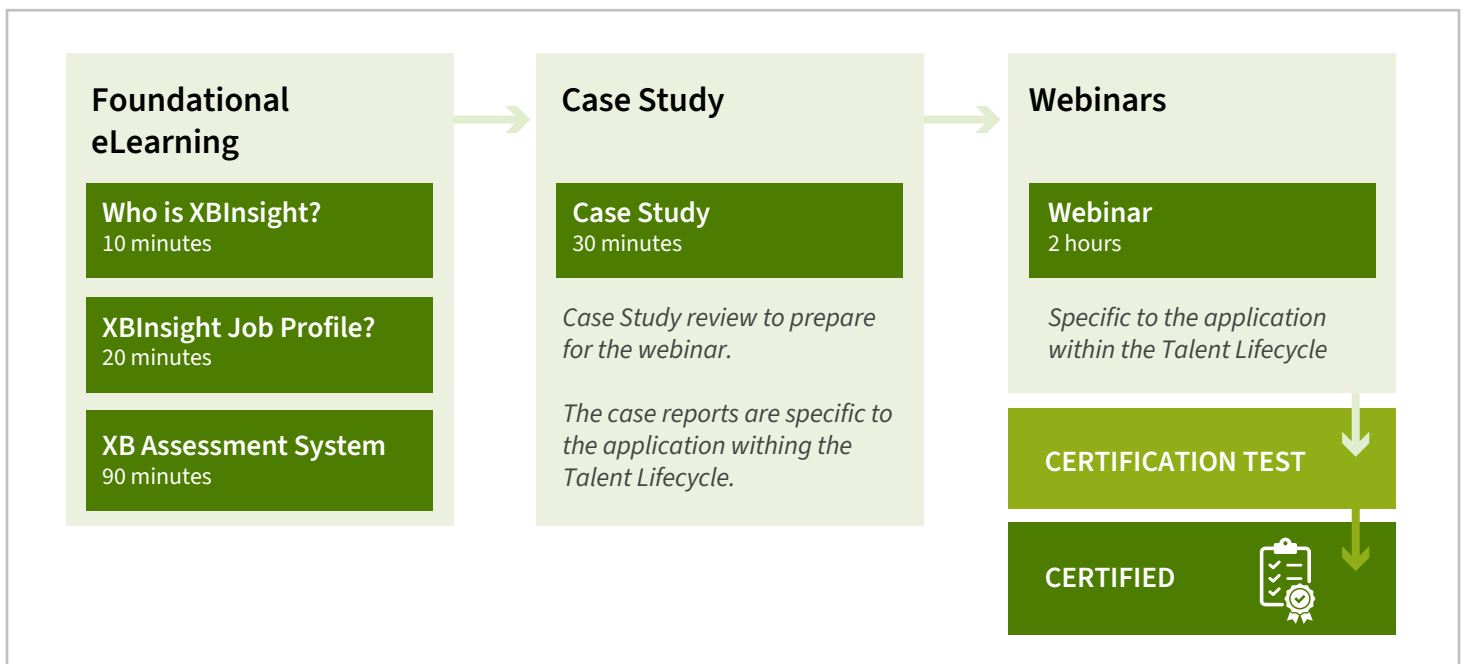 Foundational
eLearning
Who is XBInsight?
10 minutes
XBInsight Job Profile?
20 minutes
XB Assessment System
90 minutes
Case Study
Case Study
30 minutes
Case Study review to prepare
for the webinar.
The case reports are specific to
the application withing the
Talent Lifecycle.
Webinars
Webinar
2 hours
Specific to the application
within the Talent Lifecycle
CERTIFICATION TEST
CERTIFIED